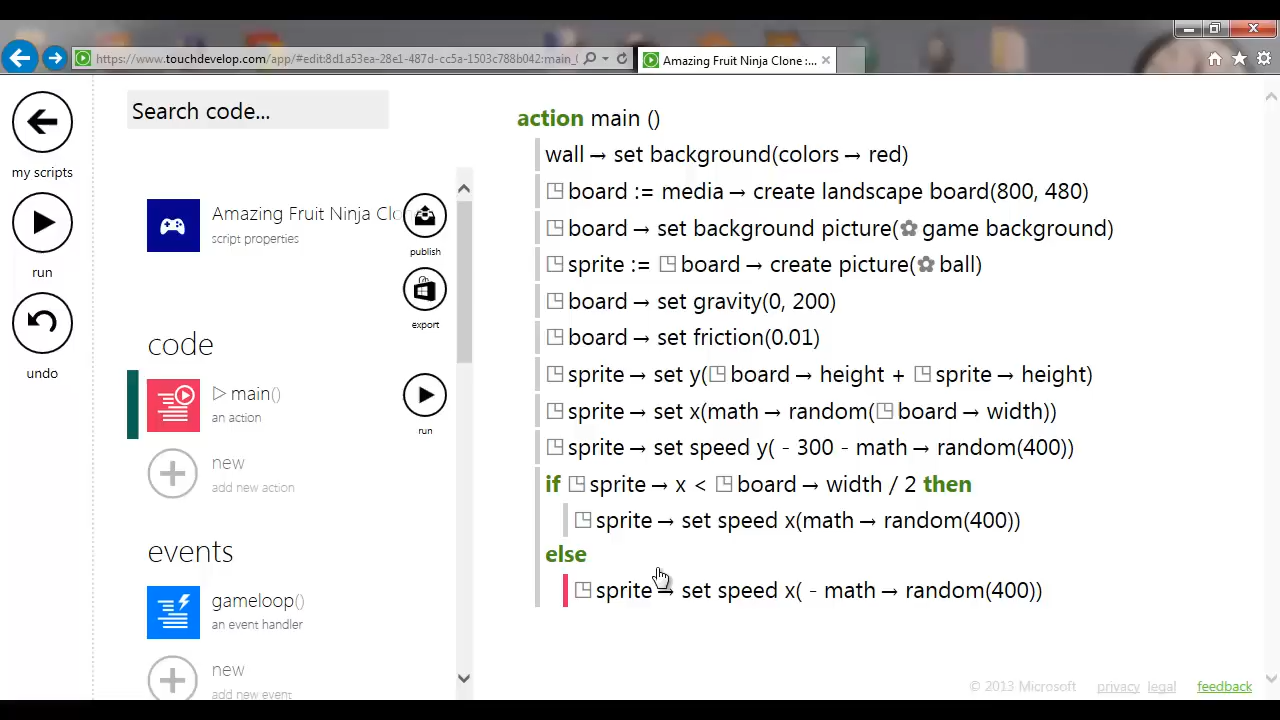 https://www.touchdevelop.com/app/#edit:8d1a53ea-28e1-487d-cc5a-1503c788b042:main_
Amazing Fruit Ninja Clone :...
my scripts
run
undo
Search code...
Amazing Fruit Ninja Clo
script properties
publish
export
code
▷ main()
an action
run
new
add new action
events
gameloop()
an event handler
new
add new event
action main ()
wall → set background(colors → red)
board := media → create landscape board(800, 480)
board → set background picture(✿ game background)
sprite := board → create picture(✿ ball)
board → set gravity(0, 200)
board → set friction(0.01)
sprite → set y(board → height + sprite → height)
sprite → set x(math → random(board → width))
sprite → set speed y( - 300 - math → random(400))
if sprite → x < board → width / 2 then
sprite → set speed x(math → random(400))
else
sprite → set speed x( - math → random(400))
© 2013 Microsoft privacy legal feedback